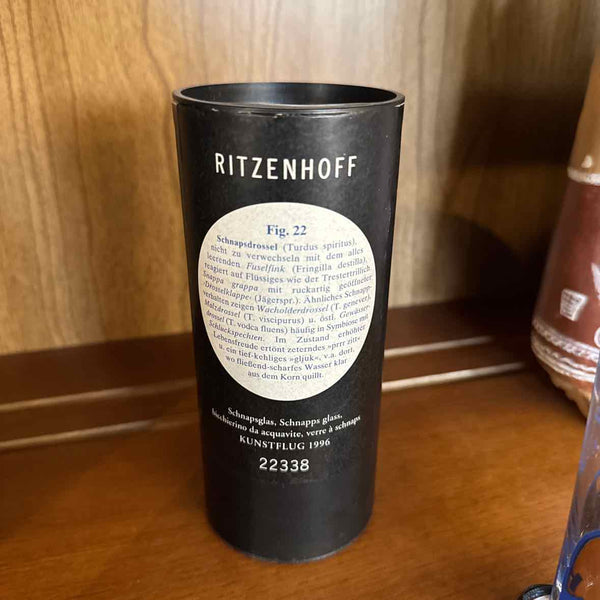 RITZENHOFF
Fig. 22
Schnapsdrossel (Turdus spiritus),
nicht zu verwechseln mit dem alles
leerenden Fuselfink (Fringilla destilla),
reagiert auf Flüssiges wie der Trestertrillich
Snappa grappa mit ruckartig geöffneter
›Drosselklappe‹ (Jägerspr.). Ähnliches Schnapp-
verhalten zeigen Wacholderdrossel (T. genever),
Malzdrossel (T. viscipurus) u. östl. Gewässer-
drossel (T. vodca fluens) häufig in Symbiose mit
Schluckspechten. Im Zustand erhöhter
Lebensfreude ertönt zeterndes »prrr zitt«
u. ein tief-kehliges »gljuk«, v.a. dort,
wo fließend-scharfes Wasser klar
aus dem Korn quillt.
Schnapsglas, Schnapps glass,
bicchierino da acquavite, verre à schnaps
KUNSTFLUG 1996
22338